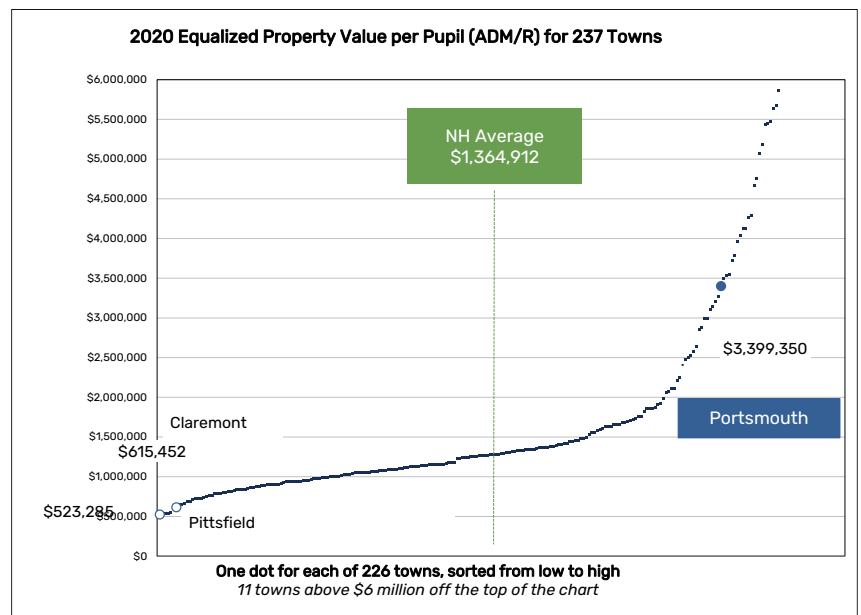 2020 Equalized Property Value per Pupil (ADM/R) for 237 Towns
$6,000,000
$5,500,000
$5,000,000
$4,500,000
$4,000,000
$3,500,000
$3,000,000
$2,500,000
$2,000,000
$1,500,000
$1,000,000
$500,000
$0
NH Average
$1,364,912
$3,399,350
Portsmouth
Claremont
$615,452
$523,285
Pittsfield
One dot for each of 226 towns, sorted from low to high
11 towns above $6 million off the top of the chart